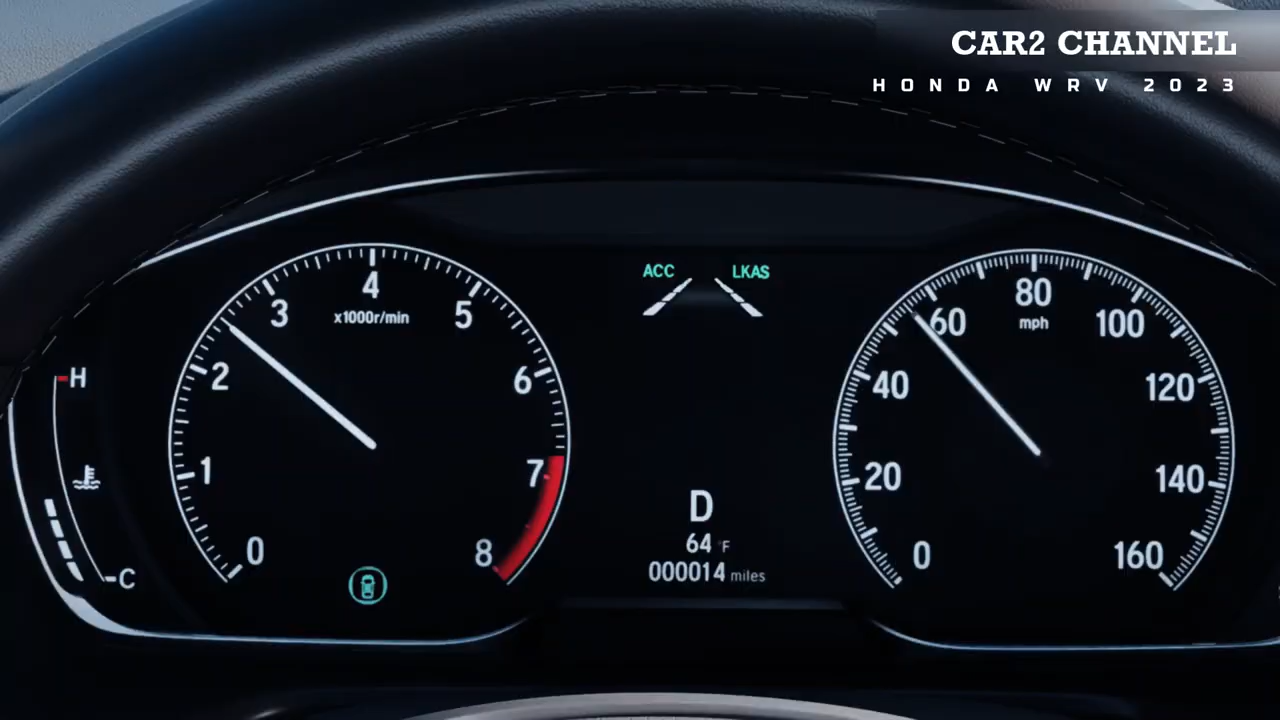 CAR2 CHANNEL
HONDA WRV 2023
ACC LKAS
0 1 2 3 4 5 6 7 8
x1000r/min
H
C
D
64 °F
000014 miles
0 20 40 60 80 100 120 140 160
mph